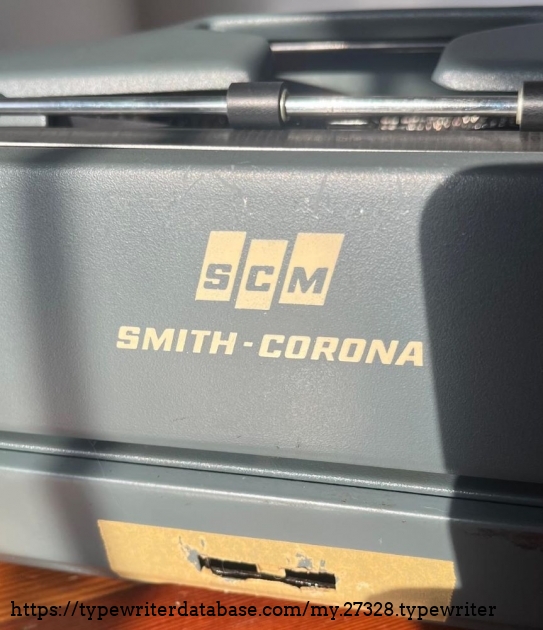 SCM
SMITH-CORONA
https://typewriterdatabase.com/my.27328.typewriter